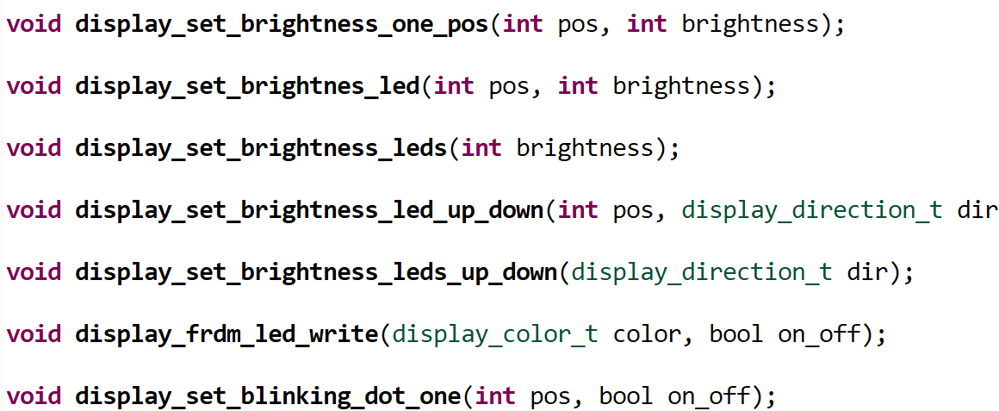 void display_set_brightness_one_pos(int pos, int brightness);
void display_set_brightnes_led(int pos, int brightness);
void display_set_brightness_leds(int brightness);
void display_set_brightness_led_up_down(int pos, display_direction_t dir
void display_set_brightness_leds_up_down(display_direction_t dir);
void display_frdm_led_write(display_color_t color, bool on_off);
void display_set_blinking_dot_one(int pos, bool on_off);